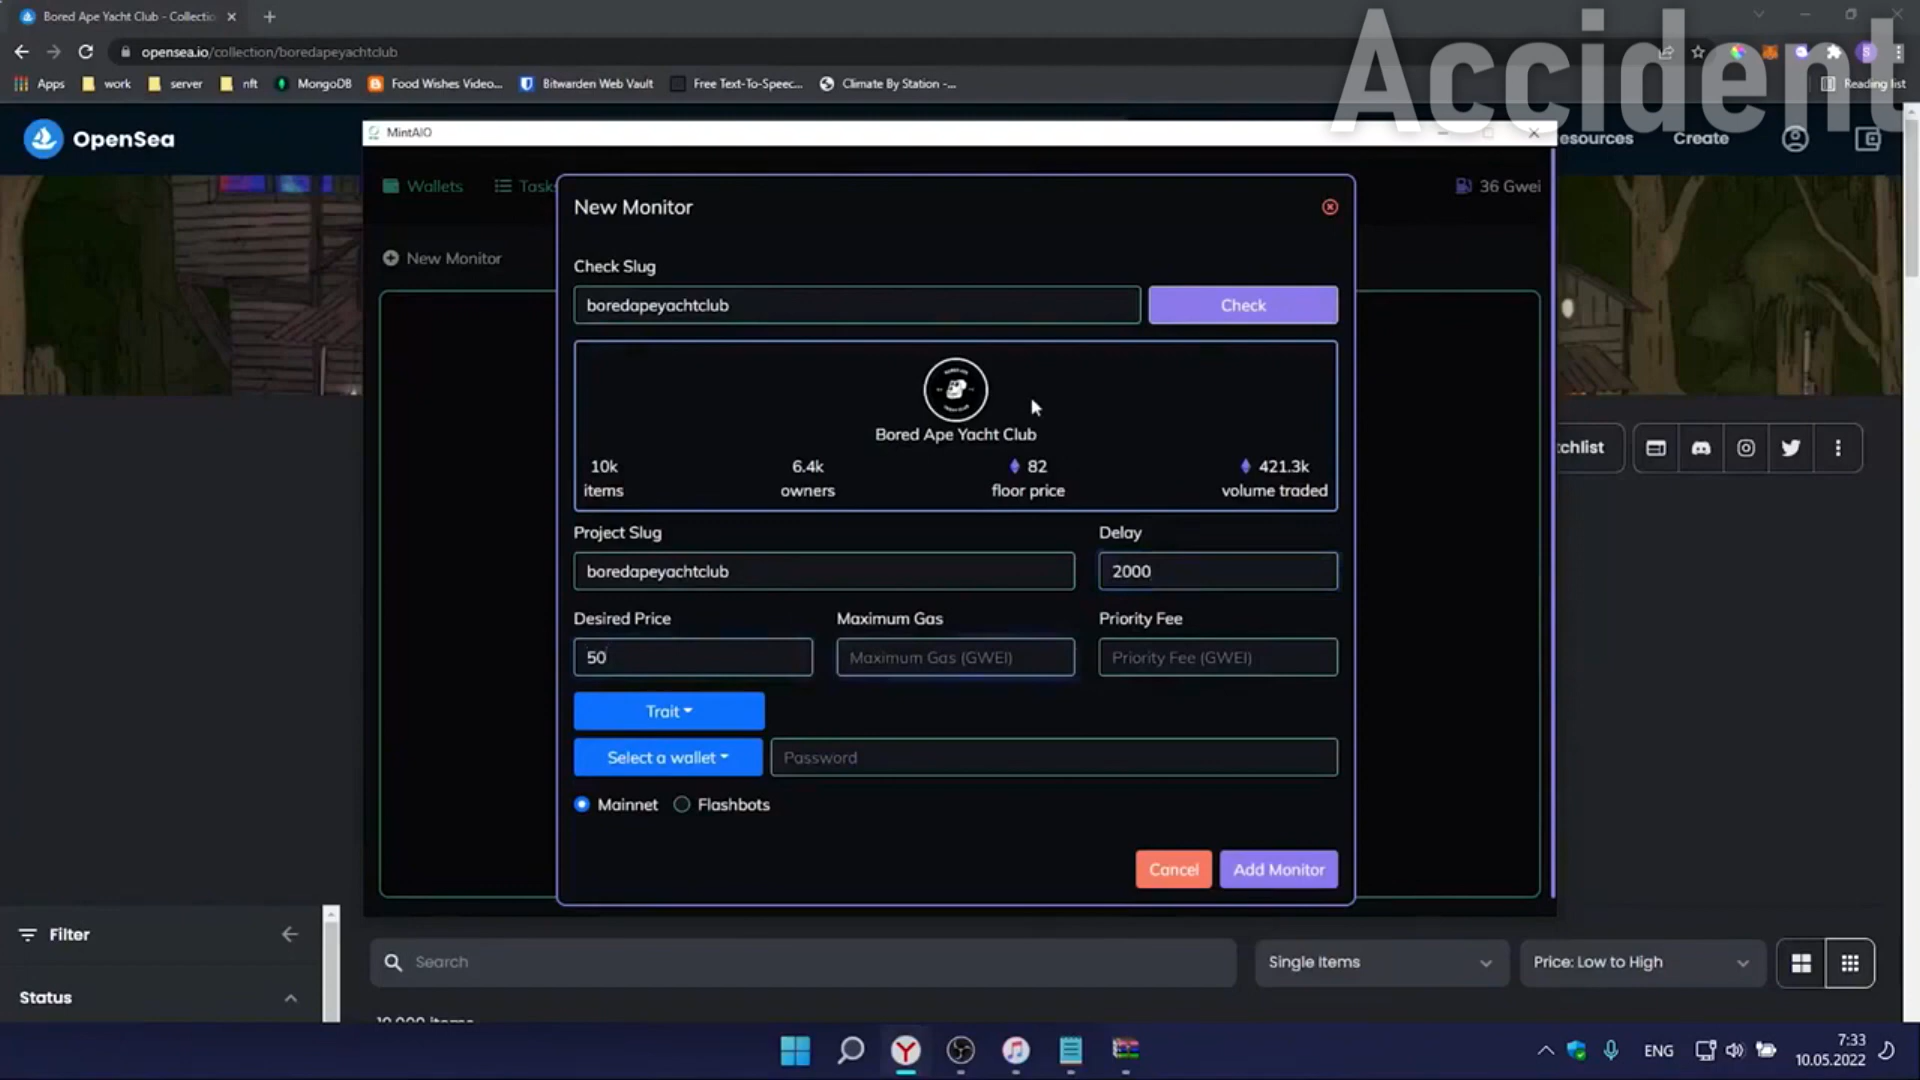 Bored Ape Yacht Club - Collectio
opensea.io/collection/boredapeyachtclub
Accident
Apps work server nft MongoDB Food Wishes Video... Bitwarden Web Vault Free Text-To-Speec... Climate By Station -... Reading list
OpenSea
MintAIO
esources Create
Wallets Tasks
36 Gwei
New Monitor
New Monitor
Check Slug
boredapeyachtclub Check
Bored Ape Yacht Club
10k 6.4k 82 421.3k
items owners floor price volume traded
tchlist
Project Slug Delay
boredapeyachtclub 2000
Desired Price Maximum Gas Priority Fee
50 Maximum Gas (GWEI) Priority Fee (GWEI)
Trait
Select a wallet Password
Mainnet Flashbots
Cancel Add Monitor
Filter
Search Single Items Price: Low to High
Status
ENG
7:33
10.05.2022